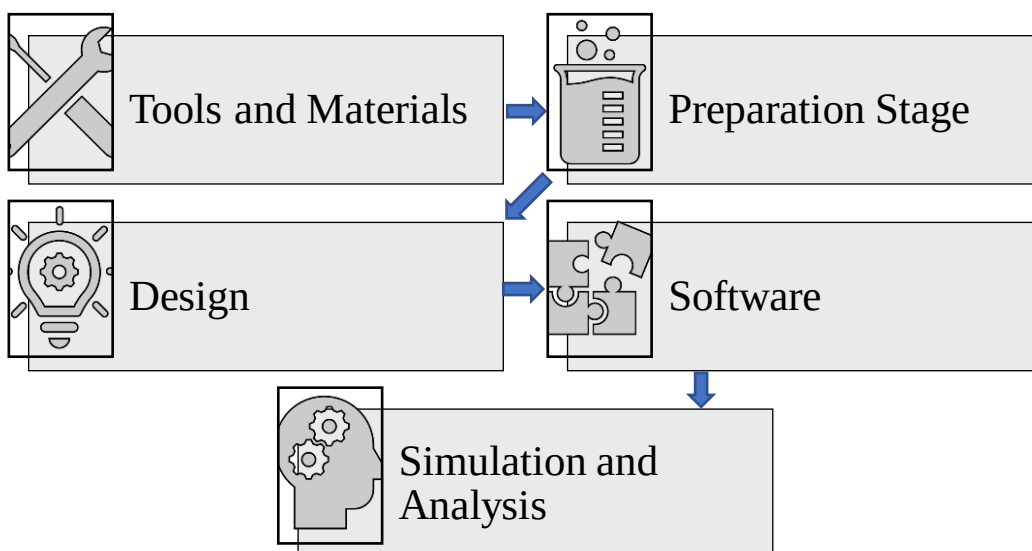 Tools and Materials
Preparation Stage
Design
Software
Simulation and
Analysis